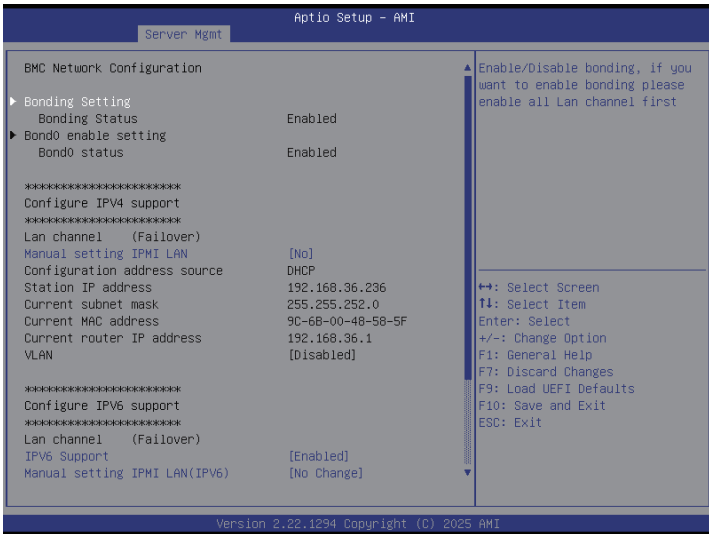 Aptio Setup – AMI
Server Mgmt
BMC Network Configuration
Bonding Setting
Bonding Status Enabled
Bond0 enable setting
Bond0 status Enabled
**********************
Configure IPV4 support
**********************
Lan channel (Failover)
Manual setting IPMI LAN [No]
Configuration address source DHCP
Station IP address 192.168.36.236
Current subnet mask 255.255.252.0
Current MAC address 9C-6B-00-48-58-5F
Current router IP address 192.168.36.1
VLAN [Disabled]
**********************
Configure IPV6 support
**********************
Lan channel (Failover)
IPV6 Support [Enabled]
Manual setting IPMI LAN(IPV6) [No Change]
Enable/Disable bonding, if you
want to enable bonding please
enable all Lan channel first
↔: Select Screen
↑↓: Select Item
Enter: Select
+/-: Change Option
F1: General Help
F7: Discard Changes
F9: Load UEFI Defaults
F10: Save and Exit
ESC: Exit
Version 2.22.1294 Copyright (C) 2025 AMI